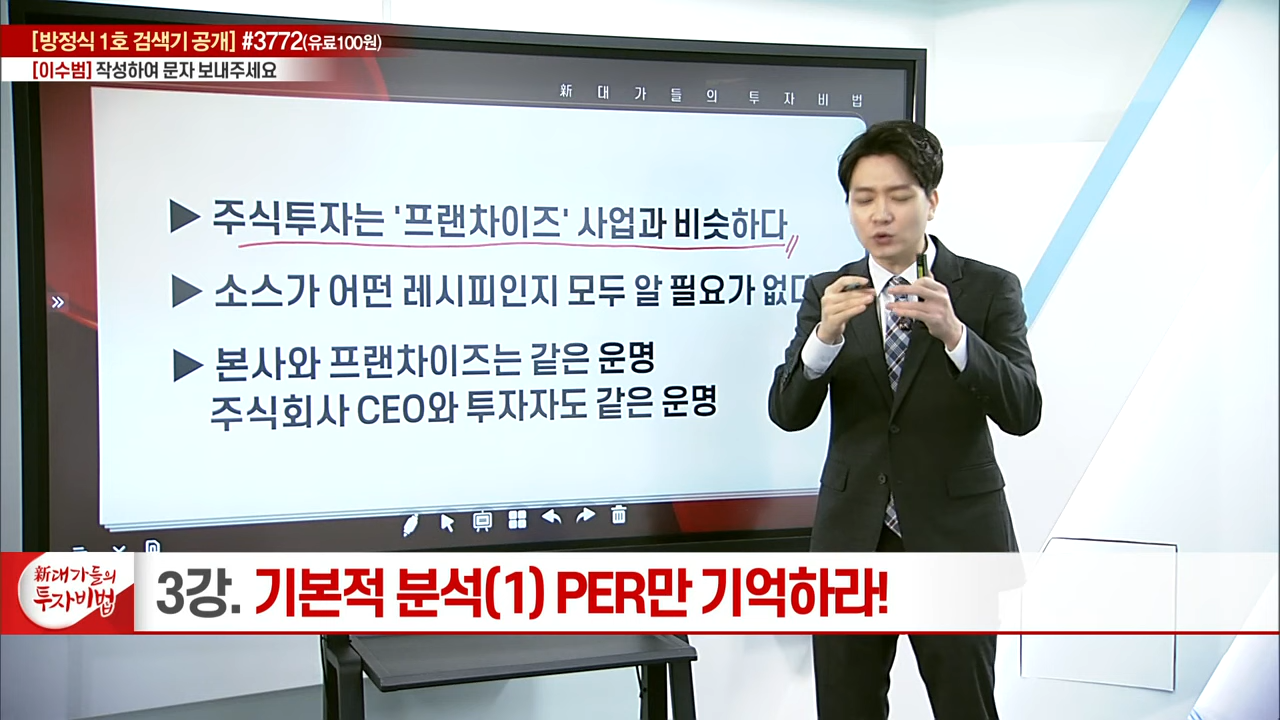 [방정식 1호 검색기 공개] #3772(유료100원)
[이수범] 작성하여 문자 보내주세요
新 대 가 들 의 투 자 비 법
▶ 주식투자는 '프랜차이즈' 사업과 비슷하다
▶ 소스가 어떤 레시피인지 모두 알 필요가 없다
▶ 본사와 프랜차이즈는 같은 운명
주식회사 CEO와 투자자도 같은 운명
新대가들의
투자비법
3강. 기본적 분석(1) PER만 기억하라!